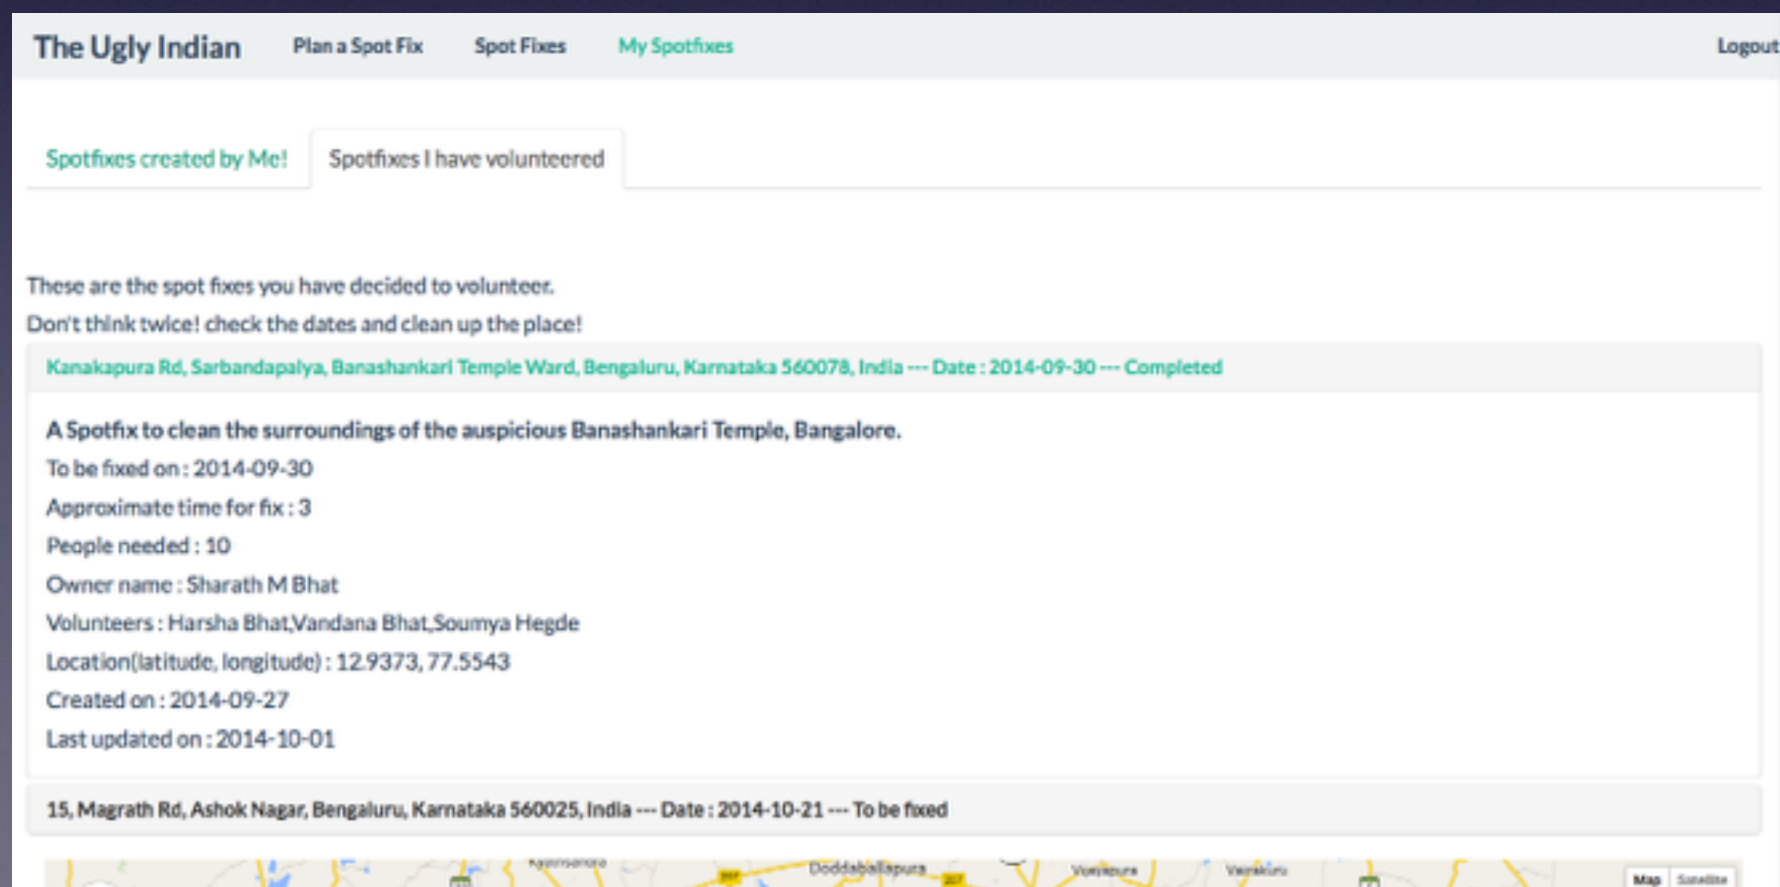 The Ugly Indian Plan a Spot Fix Spot Fixes My Spotfixes Logout
Spotfixes created by Me! Spotfixes I have volunteered
These are the spot fixes you have decided to volunteer.
Don't think twice! check the dates and clean up the place!
Kanakapura Rd, Sarbandapalya, Banashankari Temple Ward, Bengaluru, Karnataka 560078, India --- Date : 2014-09-30 --- Completed
A Spotfix to clean the surroundings of the auspicious Banashankari Temple, Bangalore.
To be fixed on : 2014-09-30
Approximate time for fix : 3
People needed : 10
Owner name : Sharath M Bhat
Volunteers : Harsha Bhat,Vandana Bhat,Soumya Hegde
Location(latitude, longitude) : 12.9373, 77.5543
Created on : 2014-09-27
Last updated on : 2014-10-01
15, Magrath Rd, Ashok Nagar, Bengaluru, Karnataka 560025, India --- Date : 2014-10-21 --- To be fixed
Doddaballapura
Map Satellite